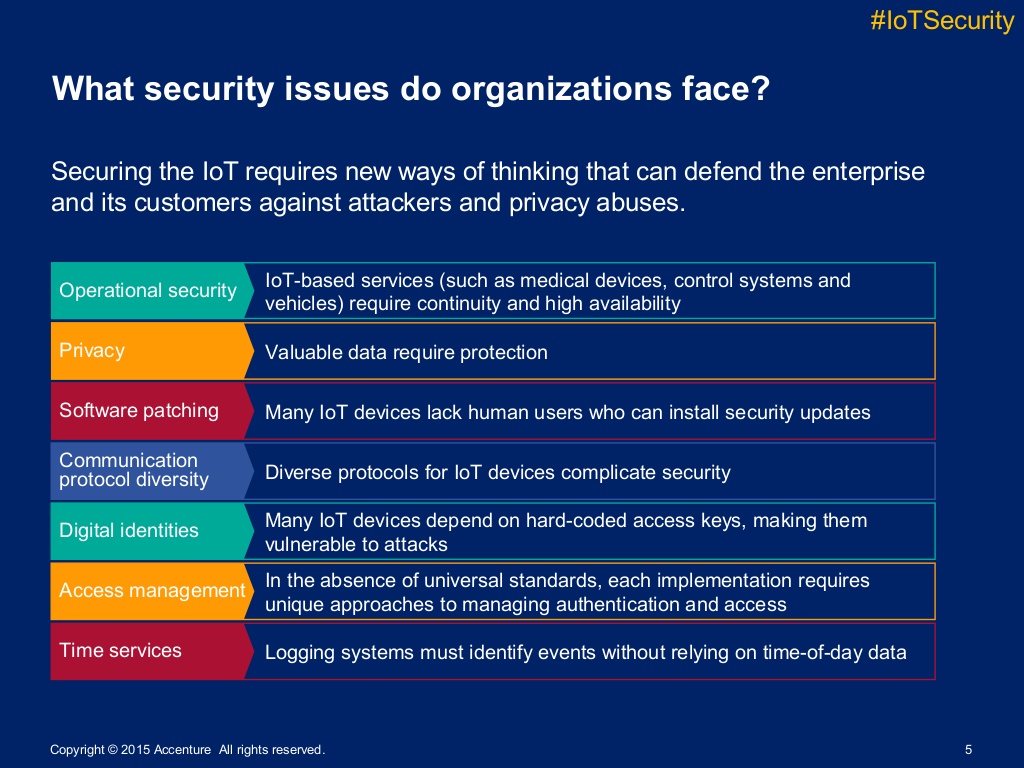 #IoTSecurity
What security issues do organizations face?
Securing the IoT requires new ways of thinking that can defend the enterprise
and its customers against attackers and privacy abuses.
Operational security
IoT-based services (such as medical devices, control systems and
vehicles) require continuity and high availability
Privacy
Valuable data require protection
Software patching
Many IoT devices lack human users who can install security updates
Communication
protocol diversity
Diverse protocols for IoT devices complicate security
Digital identities
Many IoT devices depend on hard-coded access keys, making them
vulnerable to attacks
Access management
In the absence of universal standards, each implementation requires
unique approaches to managing authentication and access
Time services
Logging systems must identify events without relying on time-of-day data
Copyright © 2015 Accenture  All rights reserved.
5